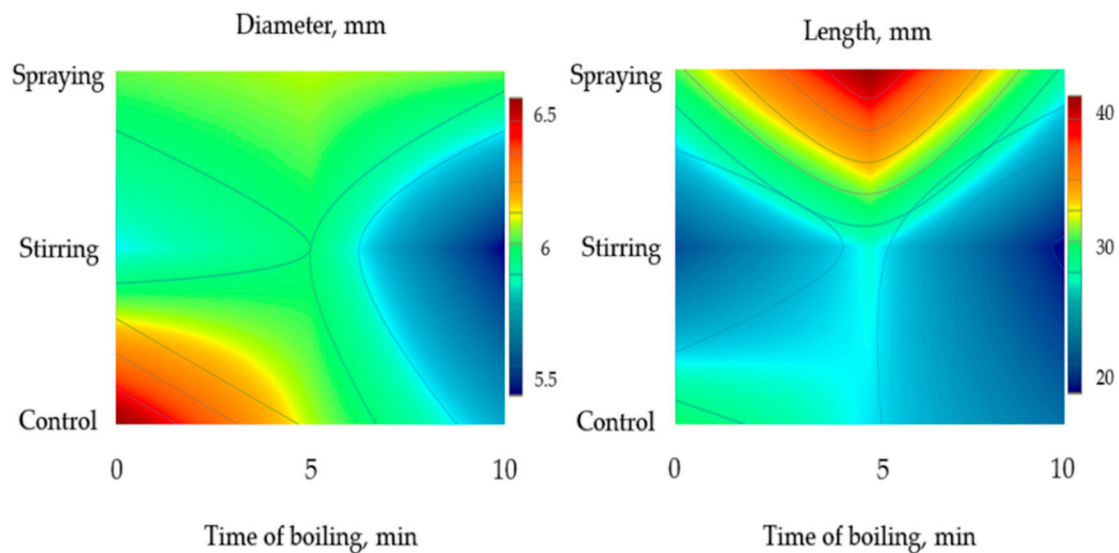 Diameter, mm
Spraying
Stirring
Control
0 5 10
Time of boiling, min
6.5
6
5.5
Length, mm
Spraying
Stirring
Control
0 5 10
Time of boiling, min
40
30
20